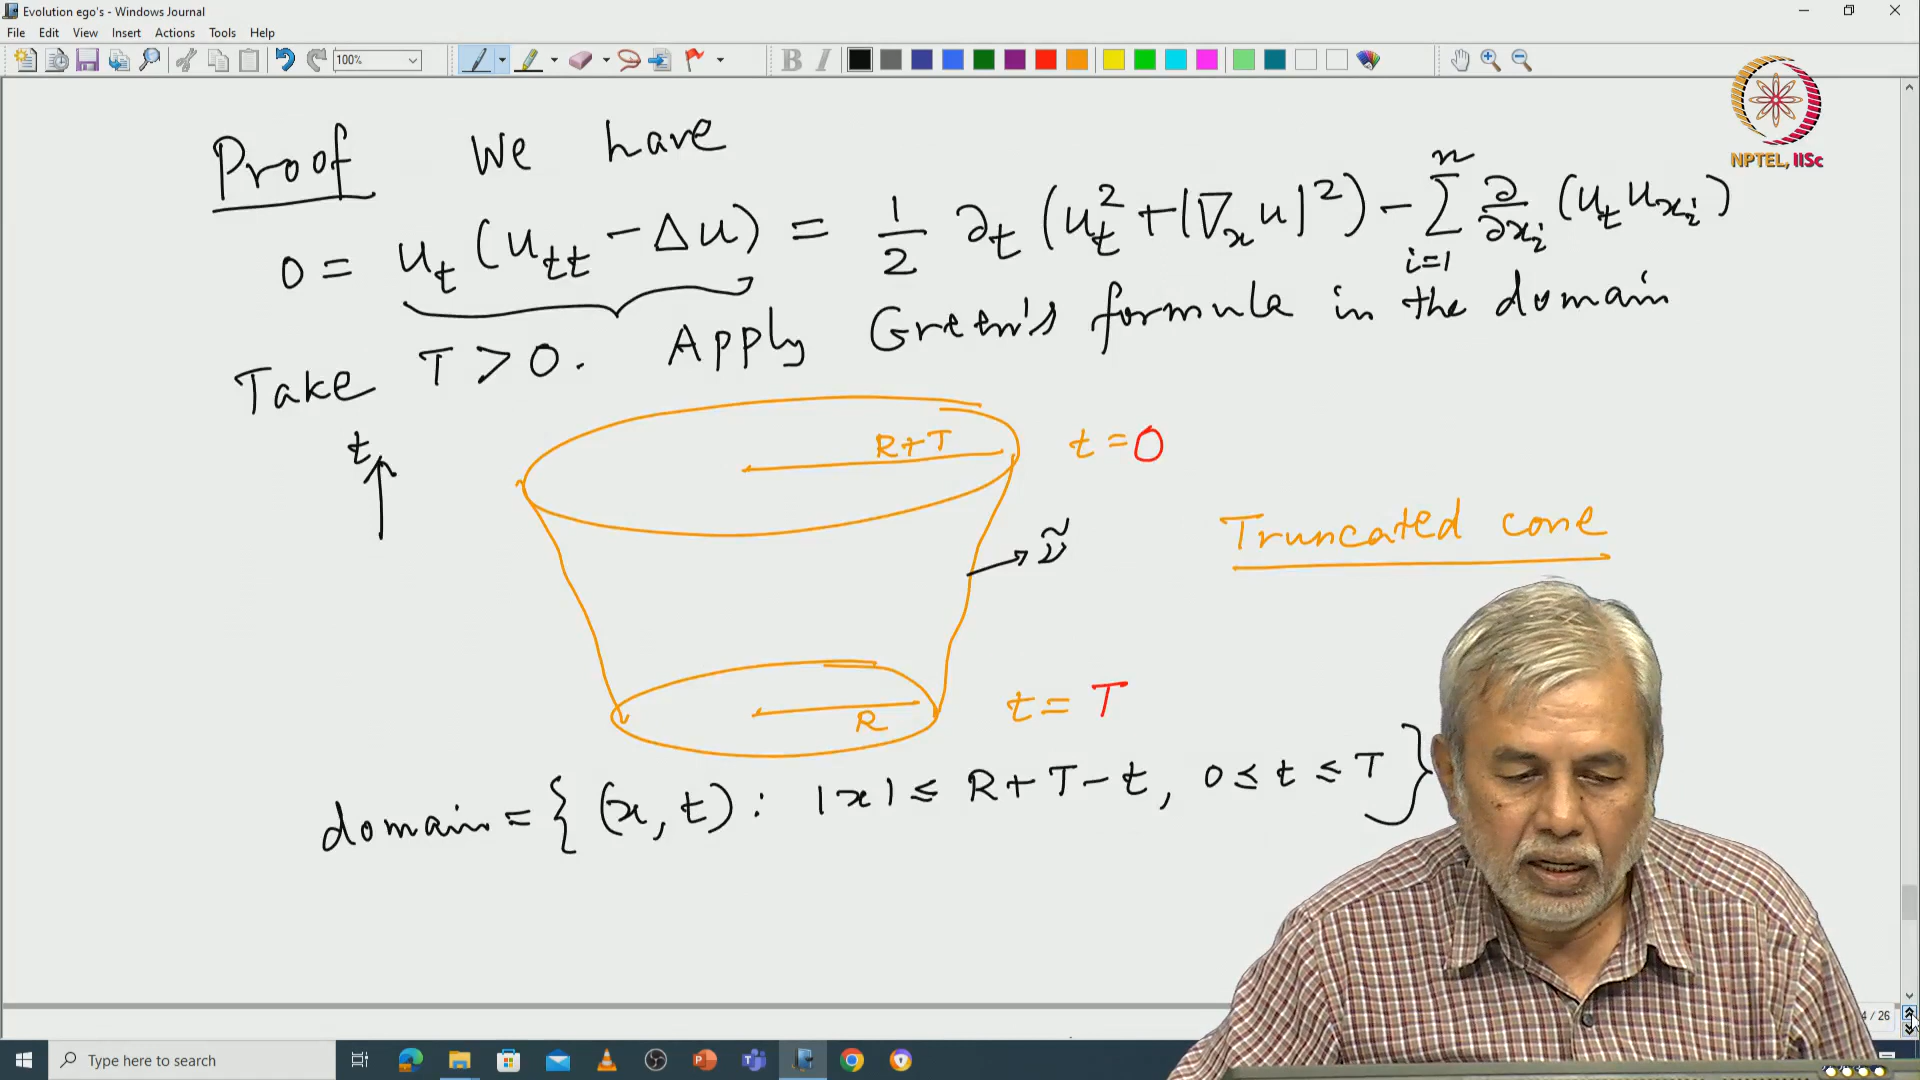 Evolution eqo's - Windows Journal
File Edit View Insert Actions Tools Help
100%
NPTEL, IISc
Proof We have
0 = u_t (u_tt - Δu) = 1/2 ∂_t (u_t^2 + |∇_x u|^2) - Σ_{i=1}^{n} ∂/∂x_i (u_t u_{x_i})
Take T > 0. Apply Green's formula in the domain
t
R+T t = 0
ν̃
Truncated cone
R t = T
domain = { (x, t) : |x| ≤ R+T-t, 0 ≤ t ≤ T }
4 / 26
Type here to search